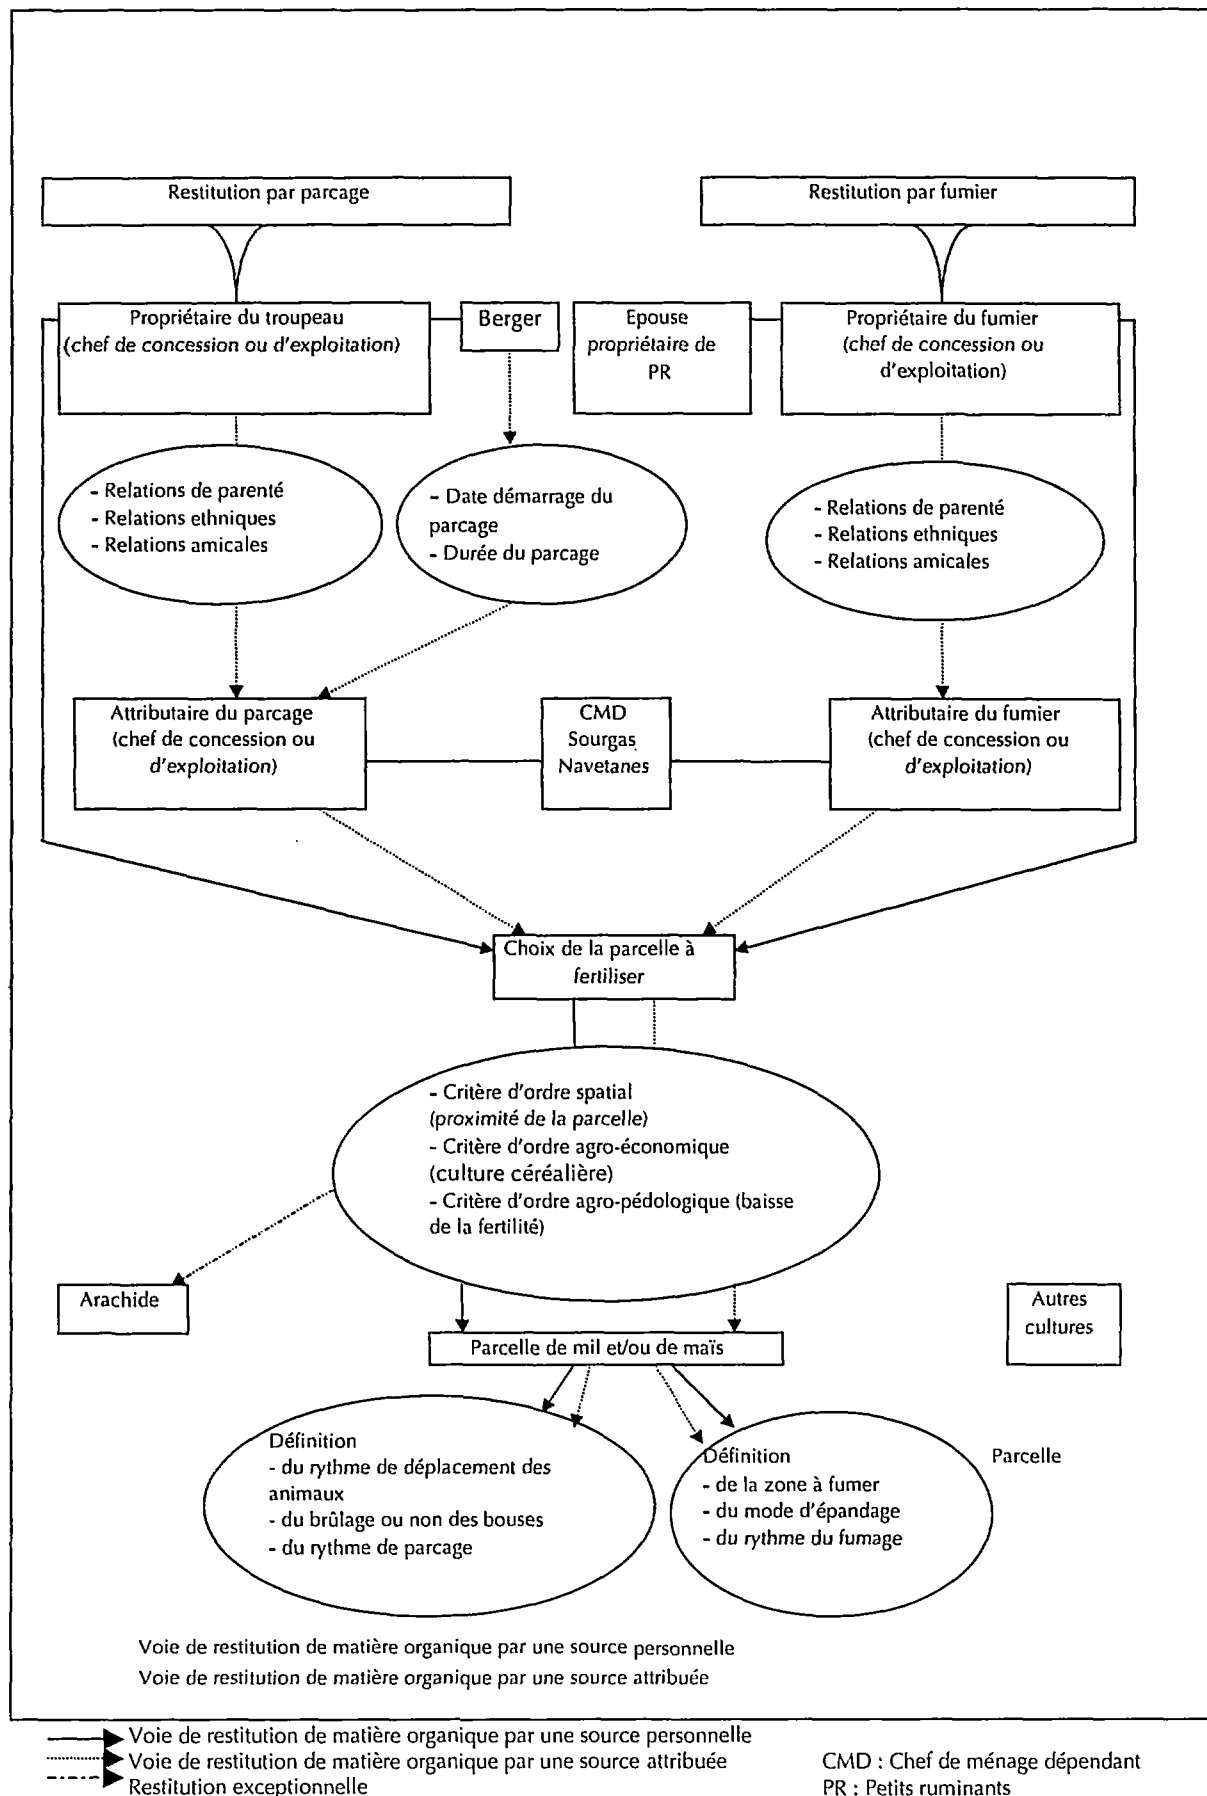 Restitution par parcage
Restitution par fumier
Propriétaire du troupeau
(chef de concession ou d'exploitation)
Berger
Epouse
propriétaire de
PR
Propriétaire du fumier
(chef de concession ou
d'exploitation)
- Relations de parenté
- Relations ethniques
- Relations amicales
- Date démarrage du
parcage
- Durée du parcage
- Relations de parenté
- Relations ethniques
- Relations amicales
Attributaire du parcage
(chef de concession ou
d'exploitation)
CMD
Sourgas
Navetanes
Attributaire du fumier
(chef de concession ou
d'exploitation)
Choix de la parcelle à
fertiliser
- Critère d'ordre spatial
(proximité de la parcelle)
- Critère d'ordre agro-économique
(culture céréalière)
- Critère d'ordre agro-pédologique (baisse
de la fertilité)
Arachide
Autres
cultures
Parcelle de mil et/ou de maïs
Définition
- du rythme de déplacement des
animaux
- du brûlage ou non des bouses
- du rythme de parcage
Définition
- de la zone à fumer
- du mode d'épandage
- du rythme du fumage
Parcelle
Voie de restitution de matière organique par une source personnelle
Voie de restitution de matière organique par une source attribuée
Voie de restitution de matière organique par une source personnelle
Voie de restitution de matière organique par une source attribuée
Restitution exceptionnelle
CMD : Chef de ménage dépendant
PR : Petits ruminants